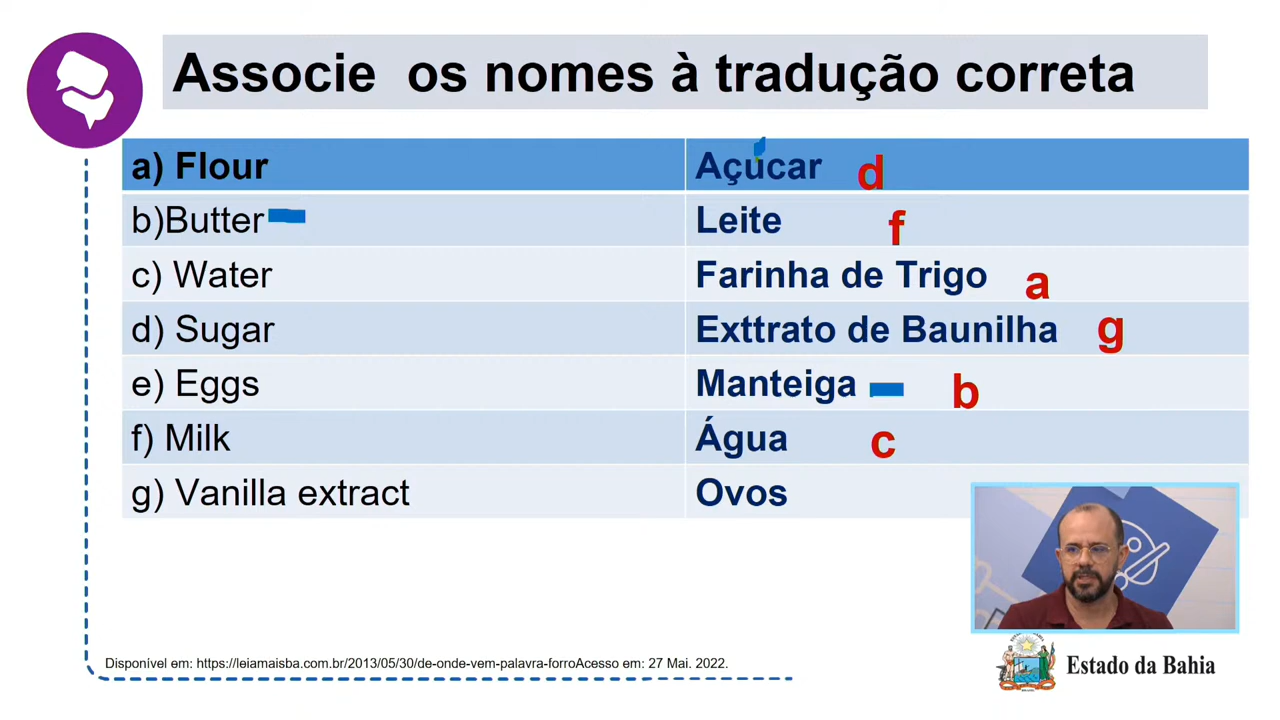 Associe os nomes à tradução correta
a) Flour Açúcar d
b)Butter Leite f
c) Water Farinha de Trigo a
d) Sugar Exttrato de Baunilha g
e) Eggs Manteiga b
f) Milk Água c
g) Vanilla extract Ovos
Disponível em: https://leiamaisba.com.br/2013/05/30/de-onde-vem-palavra-forroAcesso em: 27 Mai. 2022.
Estado da Bahia